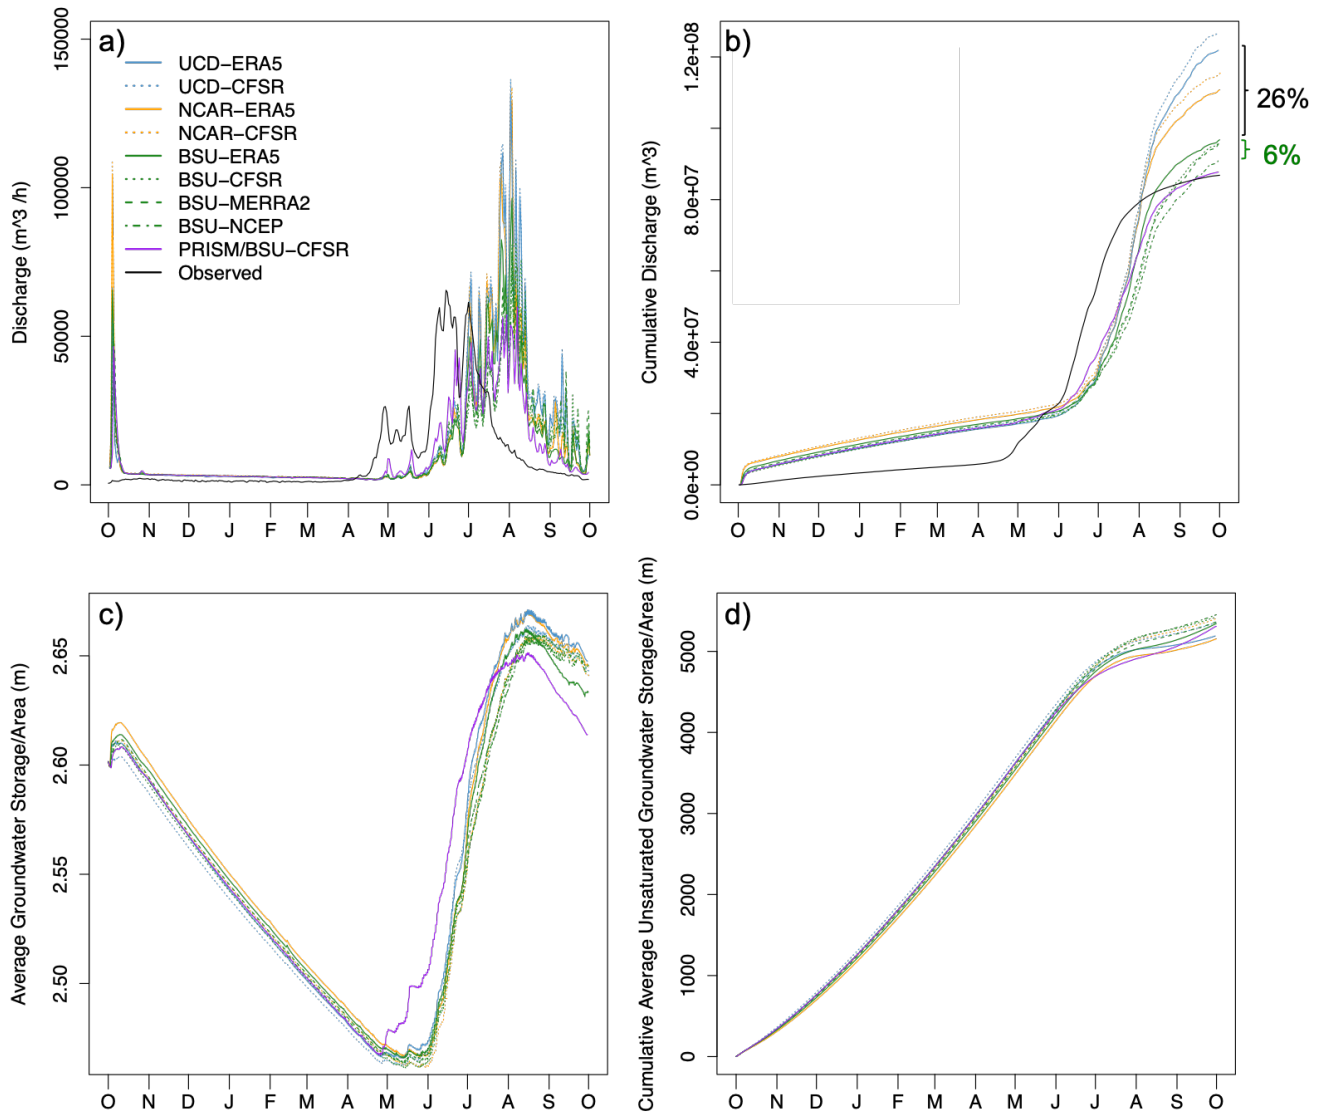 a)
150000
100000
50000
0
Discharge (m^3 /h)
UCD−ERA5
UCD−CFSR
NCAR−ERA5
NCAR−CFSR
BSU−ERA5
BSU−CFSR
BSU−MERRA2
BSU−NCEP
PRISM/BSU−CFSR
Observed
O N D J F M A M J J A S O
b)
1.2e+08
8.0e+07
4.0e+07
0.0e+00
Cumulative Discharge (m^3)
26%
6%
O N D J F M A M J J A S O
c)
2.65
2.60
2.55
2.50
Average Groundwater Storage/Area (m)
O N D J F M A M J J A S O
d)
5000
4000
3000
2000
1000
0
Cumulative Average Unsaturated Groundwater Storage/Area (m)
O N D J F M A M J J A S O